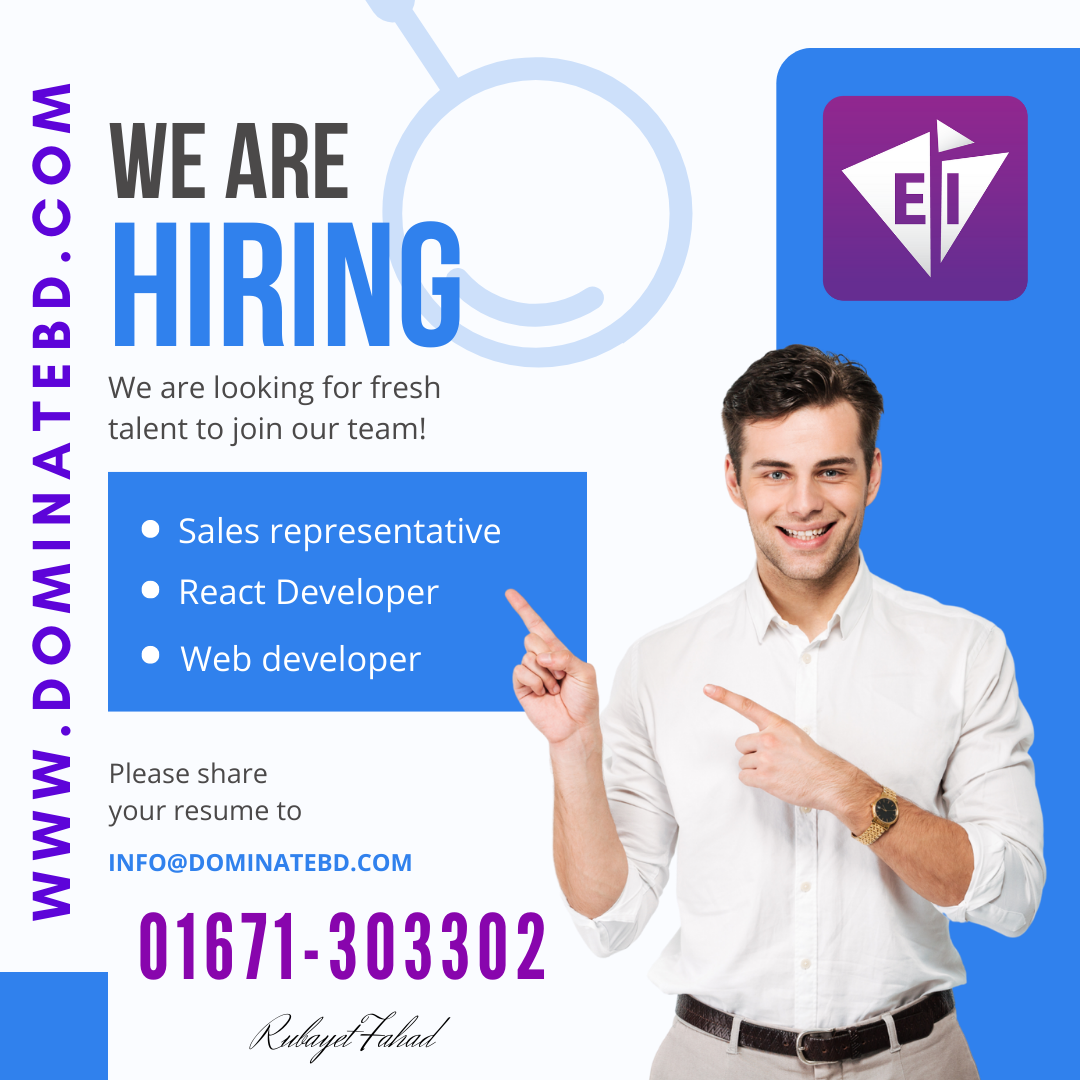 WWW.DOMINATEBD.COM
WE ARE
HIRING
EI
We are looking for fresh
talent to join our team!
Sales representative
React Developer
Web developer
Please share
your resume to
INFO@DOMINATEBD.COM
01671-303302
Rubayet Fahad